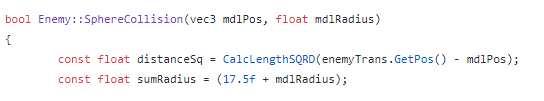 bool Enemy::SphereCollision(vec3 mdlPos, float mdlRadius)
{
const float distanceSq = CalcLengthSQRD(enemyTrans.GetPos() - mdlPos);
const float sumRadius = (17.5f + mdlRadius);